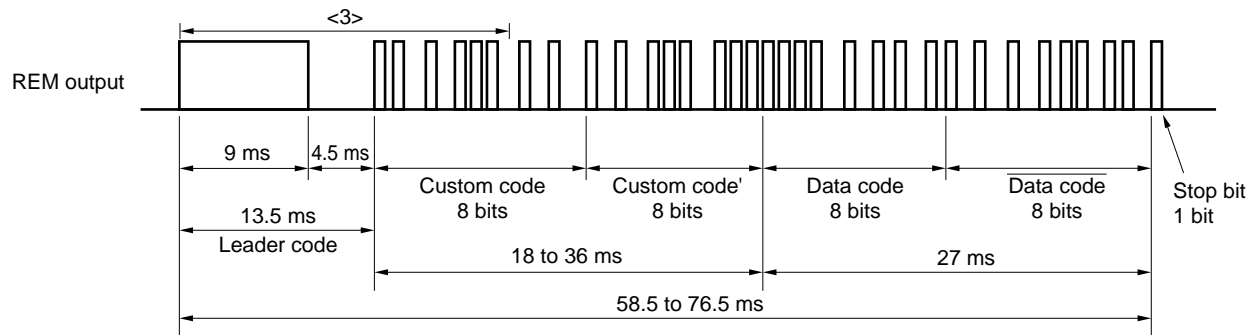 <3>
REM output
9 ms
4.5 ms
Custom code
8 bits
Custom code'
8 bits
Data code
8 bits
Data code
8 bits
Stop bit
1 bit
13.5 ms
Leader code
18 to 36 ms
27 ms
58.5 to 76.5 ms